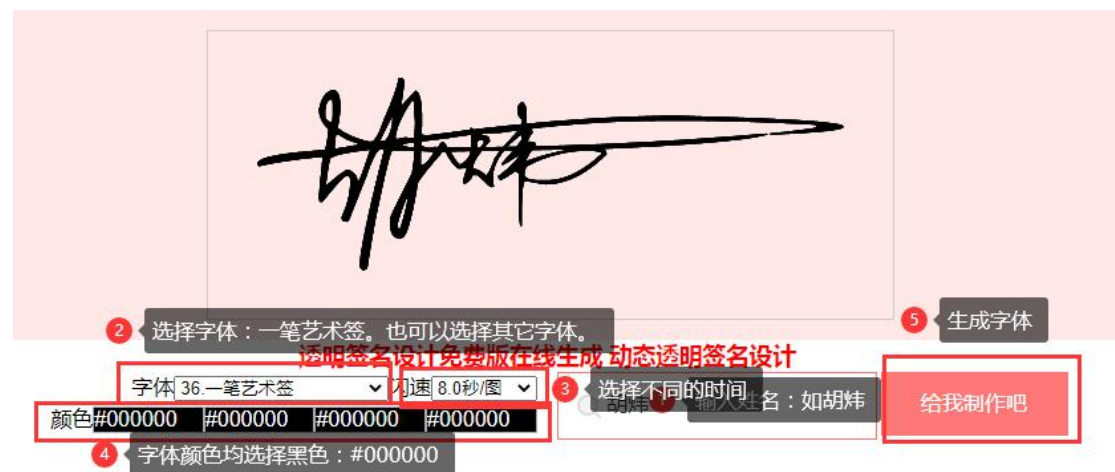 胡炜
5 生成字体
2 选择字体：一笔艺术签。也可以选择其它字体。
透明签名设计免费版在线生成 动态透明签名设计
字体 36.一笔艺术签 闪速 8.0秒/图 3 选择不同的时间
胡炜 1 输入姓名：如胡炜 给我制作吧
颜色 #000000 #000000 #000000 #000000
4 字体颜色均选择黑色：#000000